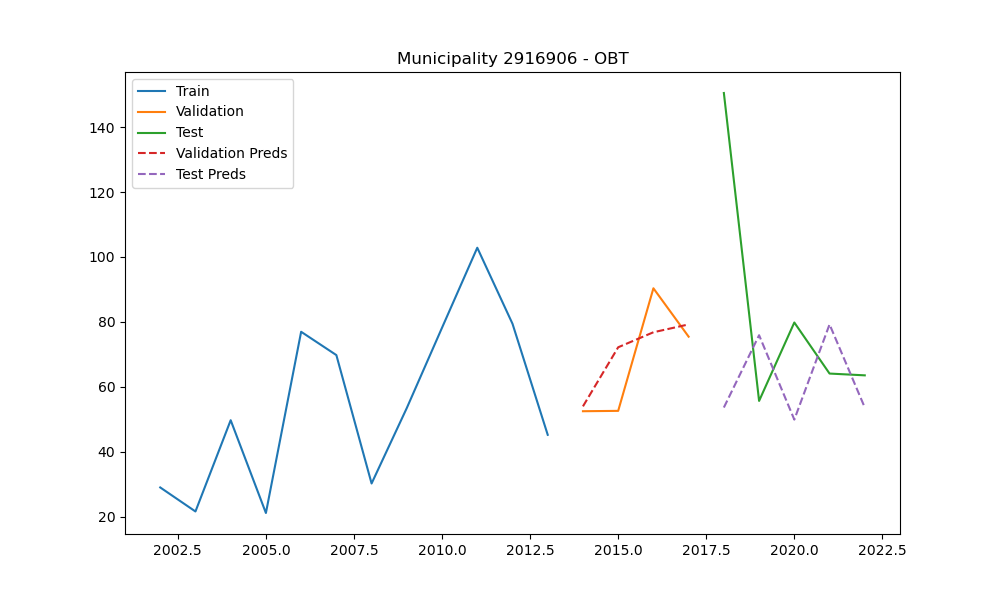 Municipality 2916906 - OBT
Train
Validation
Test
Validation Preds
Test Preds
140
120
100
80
60
40
20
2002.5 2005.0 2007.5 2010.0 2012.5 2015.0 2017.5 2020.0 2022.5